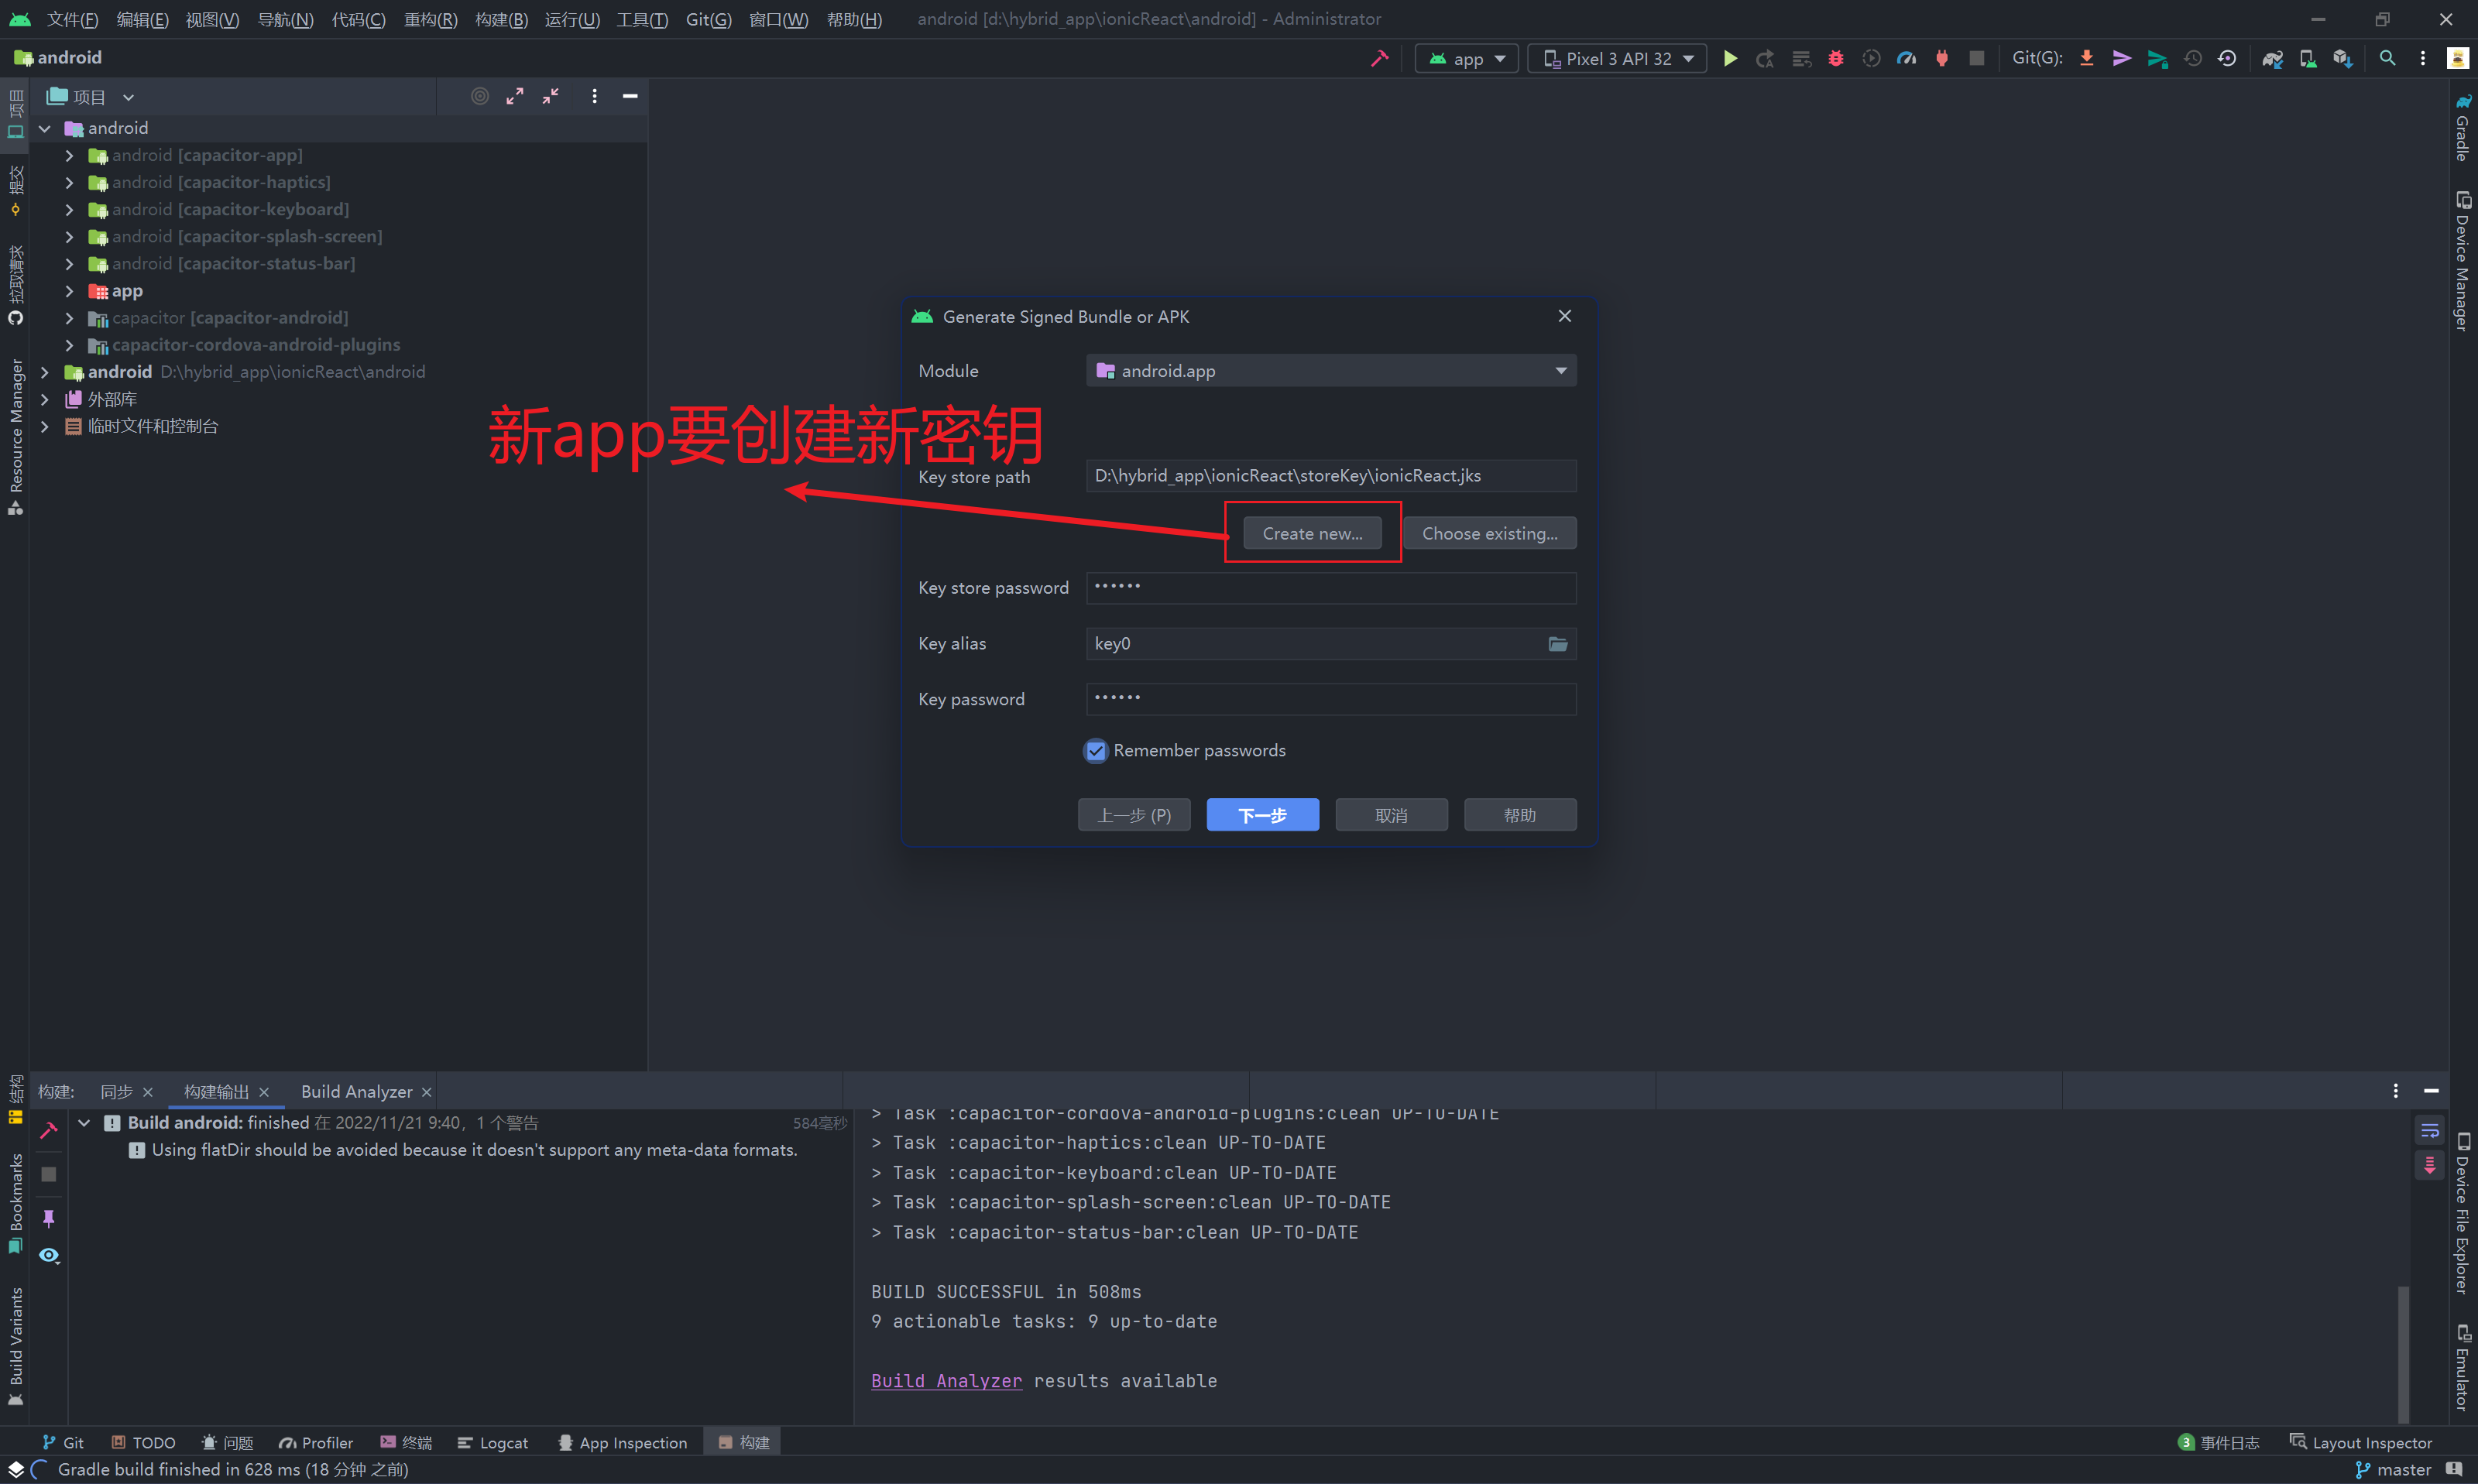 文件(F) 编辑(E) 视图(V) 导航(N) 代码(C) 重构(R) 构建(B) 运行(U) 工具(T) Git(G) 窗口(W) 帮助(H) android [d:\hybrid_app\ionicReact\android] - Administrator
android
app
Pixel 3 API 32
Git(G):
项目
android
android [capacitor-app]
android [capacitor-haptics]
android [capacitor-keyboard]
android [capacitor-splash-screen]
android [capacitor-status-bar]
app
capacitor [capacitor-android]
capacitor-cordova-android-plugins
android D:\hybrid_app\ionicReact\android
外部库
临时文件和控制台
项目
提交
拉取请求
Resource Manager
结构
Bookmarks
Build Variants
Gradle
Device Manager
Device File Explorer
Emulator
新app要创建新密钥
Generate Signed Bundle or APK
Module
android.app
Key store path
D:\hybrid_app\ionicReact\storeKey\ionicReact.jks
Create new...
Choose existing...
Key store password
••••••
Key alias
key0
Key password
••••••
Remember passwords
上一步 (P)
下一步
取消
帮助
构建: 同步 构建输出 Build Analyzer
Build android: finished 在 2022/11/21 9:40，1 个警告 584毫秒
Using flatDir should be avoided because it doesn't support any meta-data formats.
> Task :capacitor-cordova-android-plugins:clean UP-TO-DATE
> Task :capacitor-haptics:clean UP-TO-DATE
> Task :capacitor-keyboard:clean UP-TO-DATE
> Task :capacitor-splash-screen:clean UP-TO-DATE
> Task :capacitor-status-bar:clean UP-TO-DATE
BUILD SUCCESSFUL in 508ms
9 actionable tasks: 9 up-to-date
Build Analyzer results available
Git TODO 问题 Profiler 终端 Logcat App Inspection 构建
3 事件日志 Layout Inspector
Gradle build finished in 628 ms (18 分钟 之前)
master